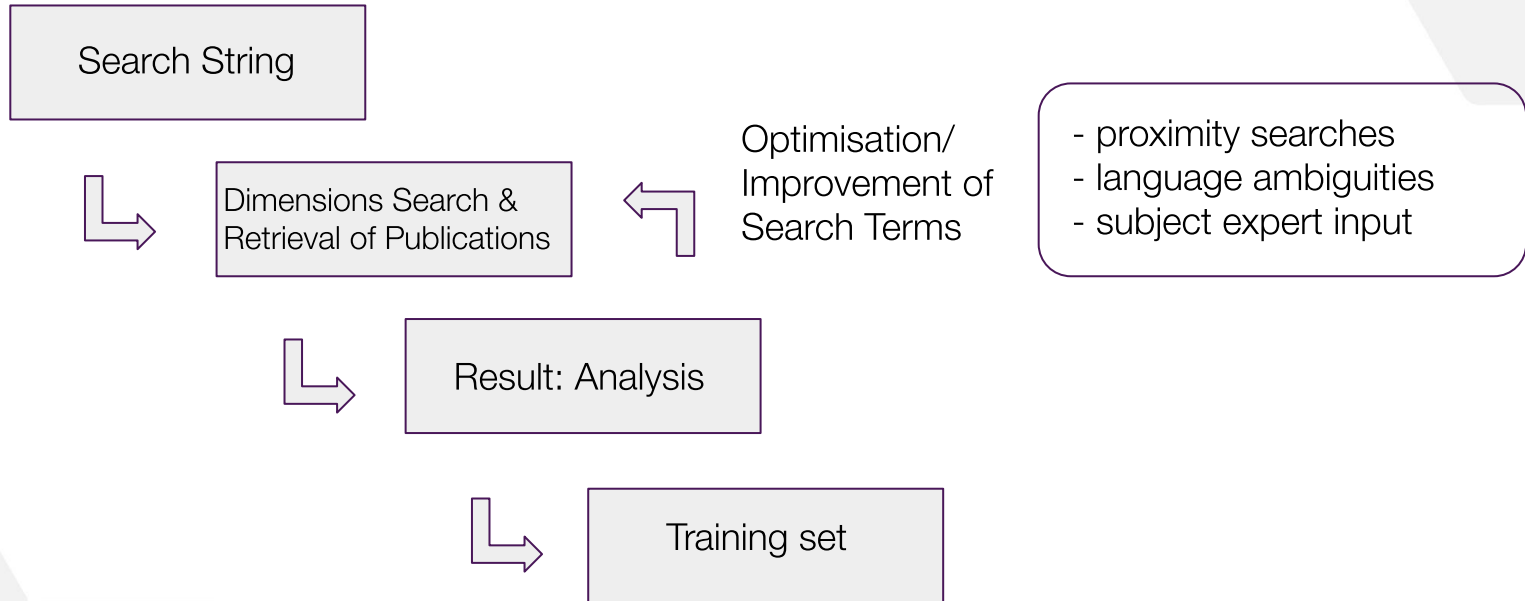 Search String
Dimensions Search &
Retrieval of Publications
Optimisation/
Improvement of
Search Terms
- proximity searches
- language ambiguities
- subject expert input
Result: Analysis
Training set